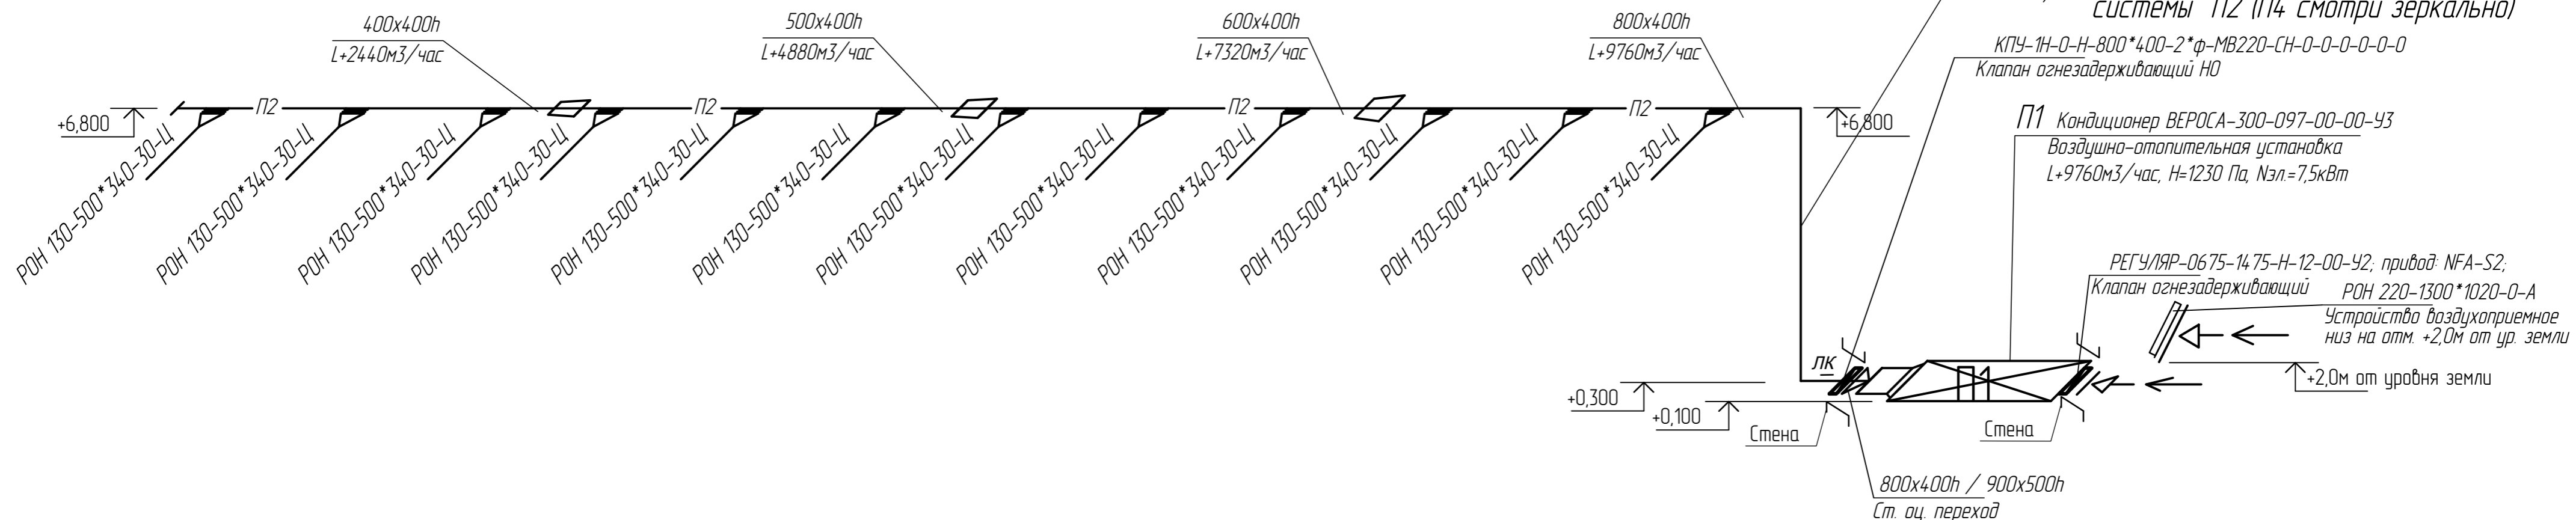 системы П2 (П4 смотри зеркально)
400х400h
L+2440м3/час
500х400h
L+4880м3/час
600х400h
L+7320м3/час
800х400h
L+9760м3/час
КПУ-1Н-О-Н-800*400-2*ф-МВ220-СН-0-0-0-0-0-0
Клапан огнезадерживающий НО
+6,800
П2
П2
П2
П2
+6,800
П1 Кондиционер ВЕРОСА-300-097-00-00-У3
Воздушно-отопительная установка
L+9760м3/час, Н=1230 Па, Nэл.=7,5кВт
РОН 130-500*340-30-Ц
РОН 130-500*340-30-Ц
РОН 130-500*340-30-Ц
РОН 130-500*340-30-Ц
РОН 130-500*340-30-Ц
РОН 130-500*340-30-Ц
РОН 130-500*340-30-Ц
РОН 130-500*340-30-Ц
РОН 130-500*340-30-Ц
РОН 130-500*340-30-Ц
РОН 130-500*340-30-Ц
РОН 130-500*340-30-Ц
РЕГУЛЯР-0675-1475-Н-12-00-У2; привод: NFA-S2;
Клапан огнезадерживающий
РОН 220-1300*1020-0-А
Устройство воздухоприемное
низ на отм. +2,0м от ур. земли
ЛК
П1
+2,0м от уровня земли
+0,300
+0,100
Стена
Стена
800х400h / 900х500h
Ст. оц. переход